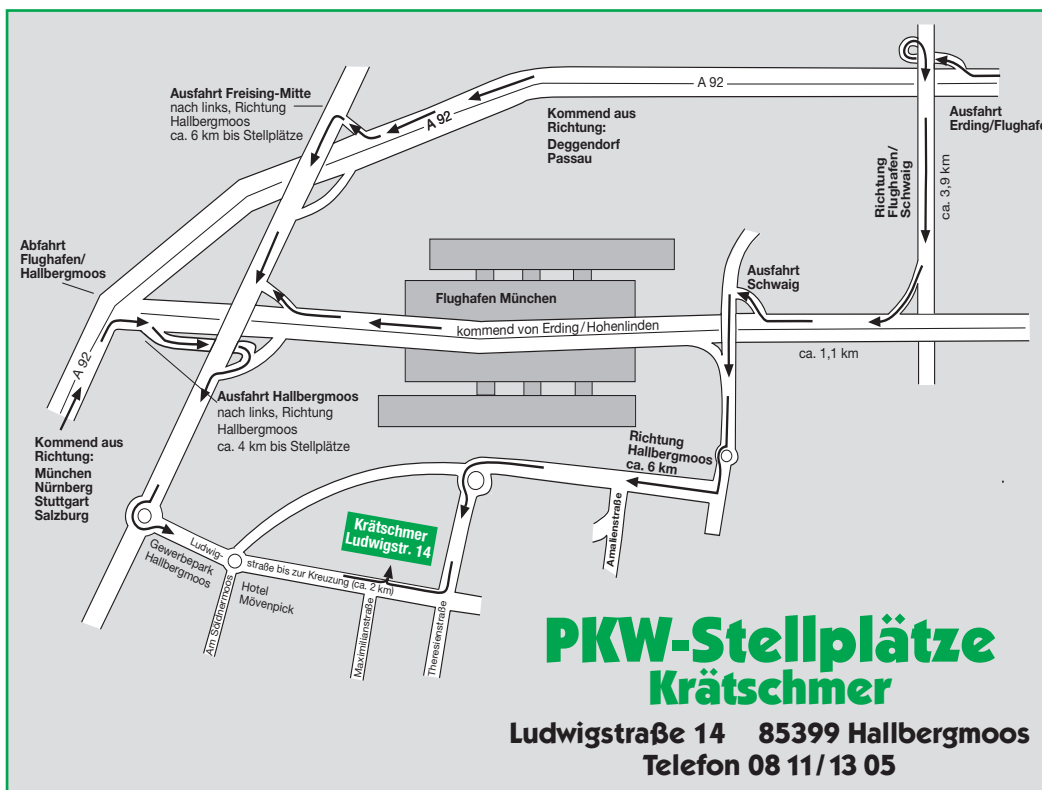 Ausfahrt Freising-Mitte
nach links, Richtung
Hallbergmoos
ca. 6 km bis Stellplätze
A 92
A 92
Kommend aus
Richtung:
Deggendorf
Passau
Ausfahrt
Erding/Flughafe
Richtung
Flughafen/
Schwaig
ca. 3,9 km
Abfahrt
Flughafen/
Hallbergmoos
Flughafen München
Ausfahrt
Schwaig
kommend von Erding/Hohenlinden
ca. 1,1 km
A 92
Ausfahrt Hallbergmoos
nach links, Richtung
Hallbergmoos
ca. 4 km bis Stellplätze
Kommend aus
Richtung:
München
Nürnberg
Stuttgart
Salzburg
Richtung
Hallbergmoos
ca. 6 km
Krätschmer
Ludwigstr. 14
Amalienstraße
Ludwig-
straße bis zur Kreuzung (ca. 2 km)
Gewerbepark
Hallbergmoos
Hotel
Mövenpick
Am Söldnermoos
Maximilianstraße
Theresienstraße
PKW-Stellplätze
Krätschmer
Ludwigstraße 14 85399 Hallbergmoos
Telefon 08 11/13 05